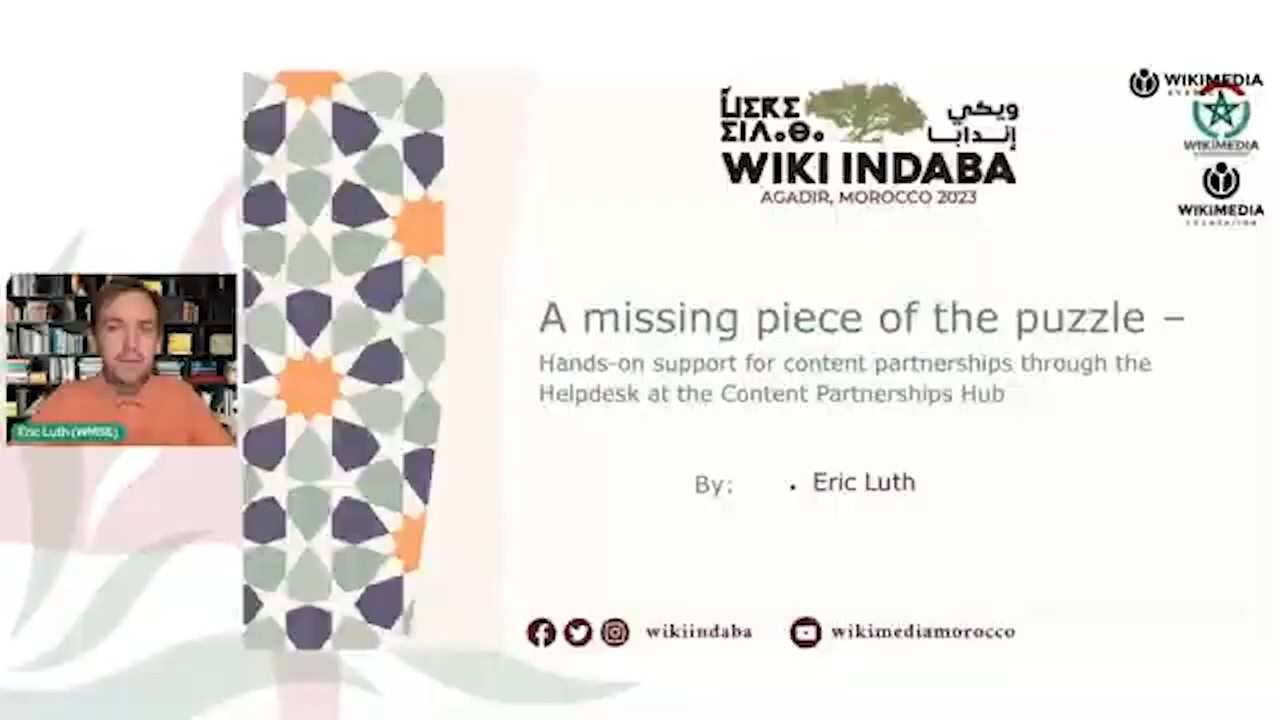 ⵡⵉⴽⵉ
ⵉⵏⴷⴰⴱⴰ
ويكي
إندابا
WIKI INDABA
AGADIR, MOROCCO 2023
WIKIMEDIA
WIKIMEDIA
WIKIMEDIA
FOUNDATION
A missing piece of the puzzle –
Hands-on support for content partnerships through the
Helpdesk at the Content Partnerships Hub
By: . Eric Luth
Eric Luth (WMSE)
wikiindaba wikimediamorocco